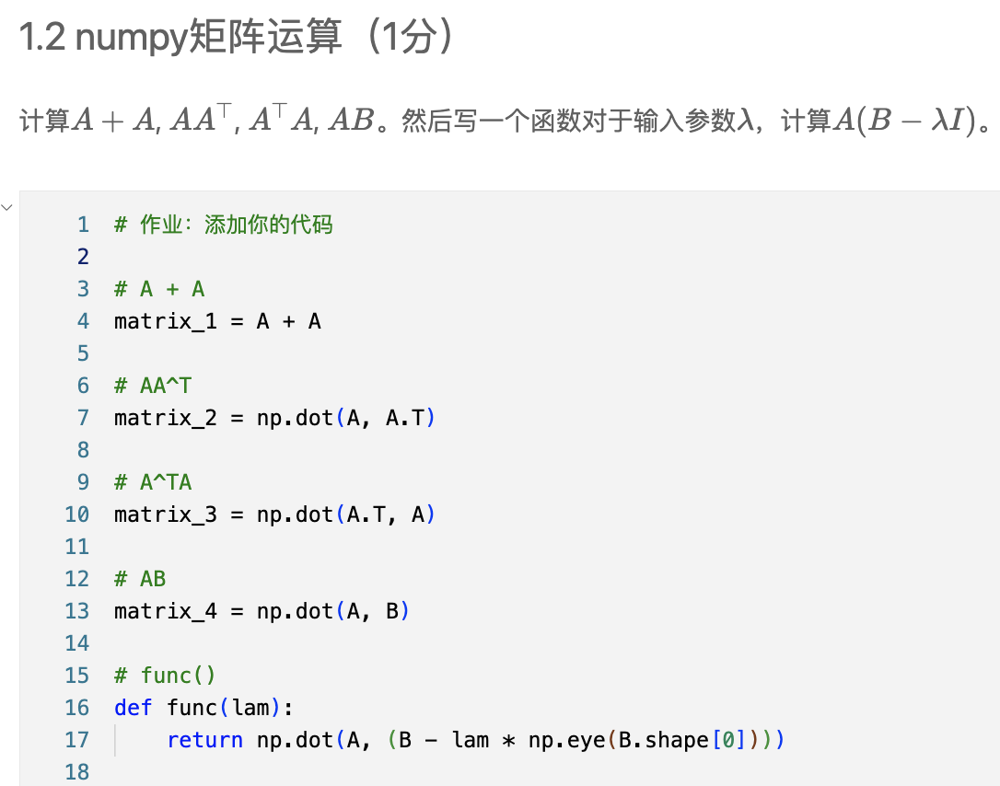 1.2 numpy矩阵运算（1分）
计算A + A, AA⊤, A⊤A, AB。然后写一个函数对于输入参数λ，计算A(B − λI)。
1 # 作业：添加你的代码
2
3 # A + A
4 matrix_1 = A + A
5
6 # AA^T
7 matrix_2 = np.dot(A, A.T)
8
9 # A^TA
10 matrix_3 = np.dot(A.T, A)
11
12 # AB
13 matrix_4 = np.dot(A, B)
14
15 # func()
16 def func(lam):
17     return np.dot(A, (B - lam * np.eye(B.shape[0])))
18